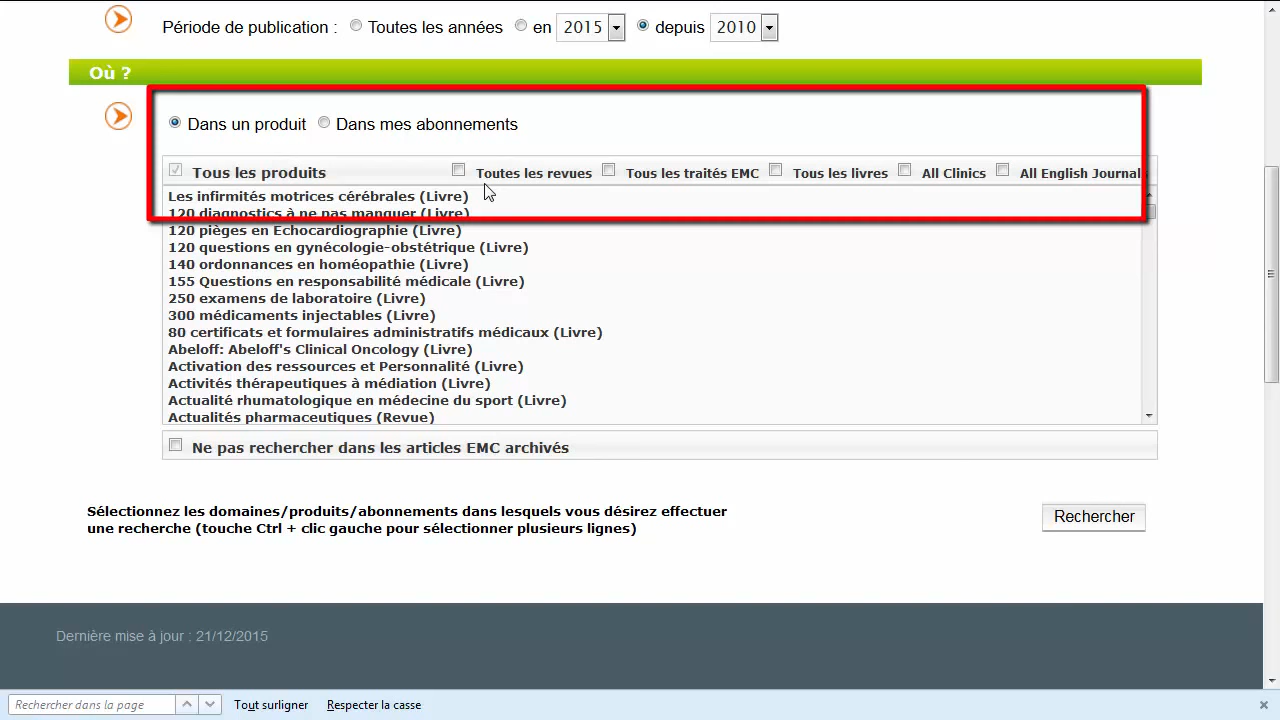 Période de publication : Toutes les années en 2015 depuis 2010
Où ?
Dans un produit Dans mes abonnements
Tous les produits Toutes les revues Tous les traités EMC Tous les livres All Clinics All English Journals
Les infirmités motrices cérébrales (Livre)
120 diagnostics à ne pas manquer (Livre)
120 pièges en Echocardiographie (Livre)
120 questions en gynécologie-obstétrique (Livre)
140 ordonnances en homéopathie (Livre)
155 Questions en responsabilité médicale (Livre)
250 examens de laboratoire (Livre)
300 médicaments injectables (Livre)
80 certificats et formulaires administratifs médicaux (Livre)
Abeloff: Abeloff's Clinical Oncology (Livre)
Activation des ressources et Personnalité (Livre)
Activités thérapeutiques à médiation (Livre)
Actualité rhumatologique en médecine du sport (Livre)
Actualités pharmaceutiques (Revue)
Ne pas rechercher dans les articles EMC archivés
Sélectionnez les domaines/produits/abonnements dans lesquels vous désirez effectuer
une recherche (touche Ctrl + clic gauche pour sélectionner plusieurs lignes)
Rechercher
Dernière mise à jour : 21/12/2015
Rechercher dans la page Tout surligner Respecter la casse